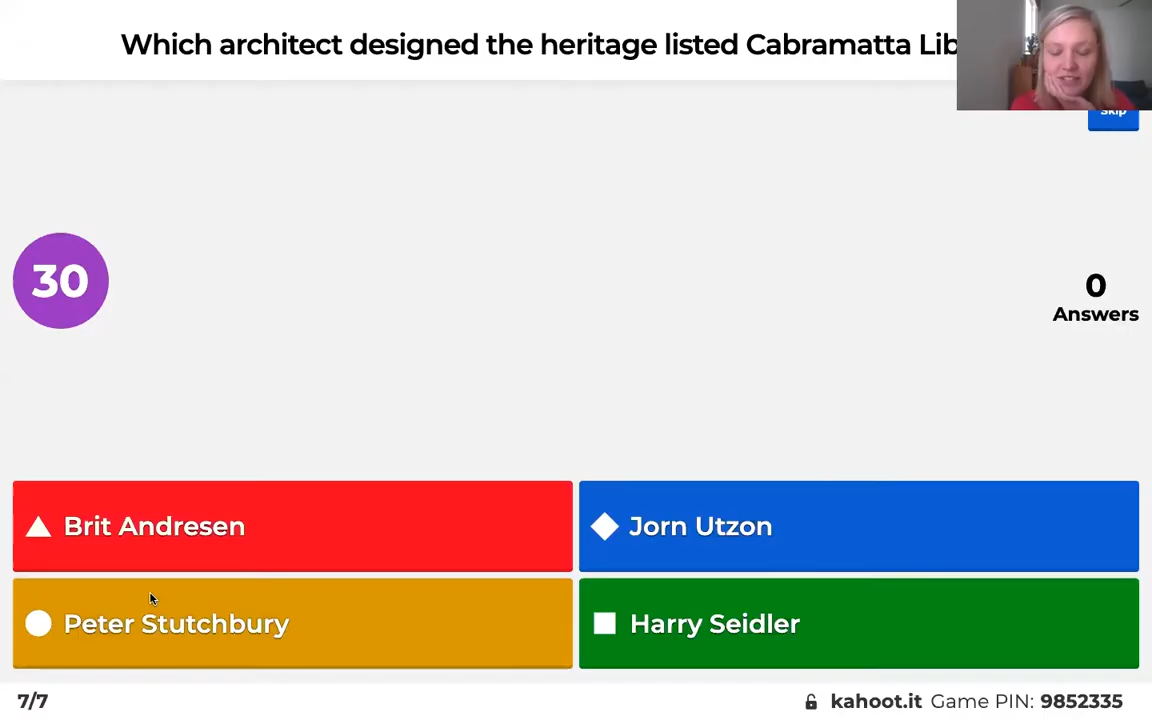 Which architect designed the heritage listed Cabramatta Lib
Skip
30
0
Answers
Brit Andresen
Jorn Utzon
Peter Stutchbury
Harry Seidler
7/7
kahoot.it Game PIN: 9852335